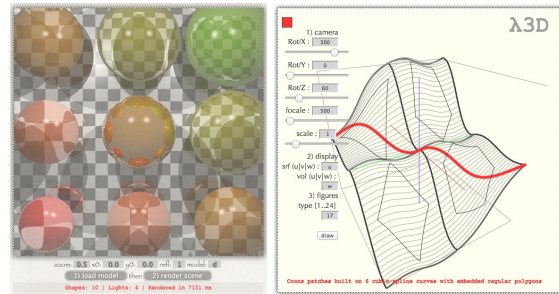 zoom: 0.5 x0: 0.0 y0: 0.0 refl: 1 model: d
1) load model then 2) render scene
Shapes: 10 | Lights: 4 | Rendered in 7151 ms
λ3D
1) camera
Rot/X : 300
Rot/Y : 0
Rot/Z : 60
focale : 500
scale : 1
2) display
srf (u|v|w) : u
vol (u|v|w) :
w
3) figures
type [1..24]
17
draw
Coons patches built on 6 cubic-spline curves with embedded regular polygons